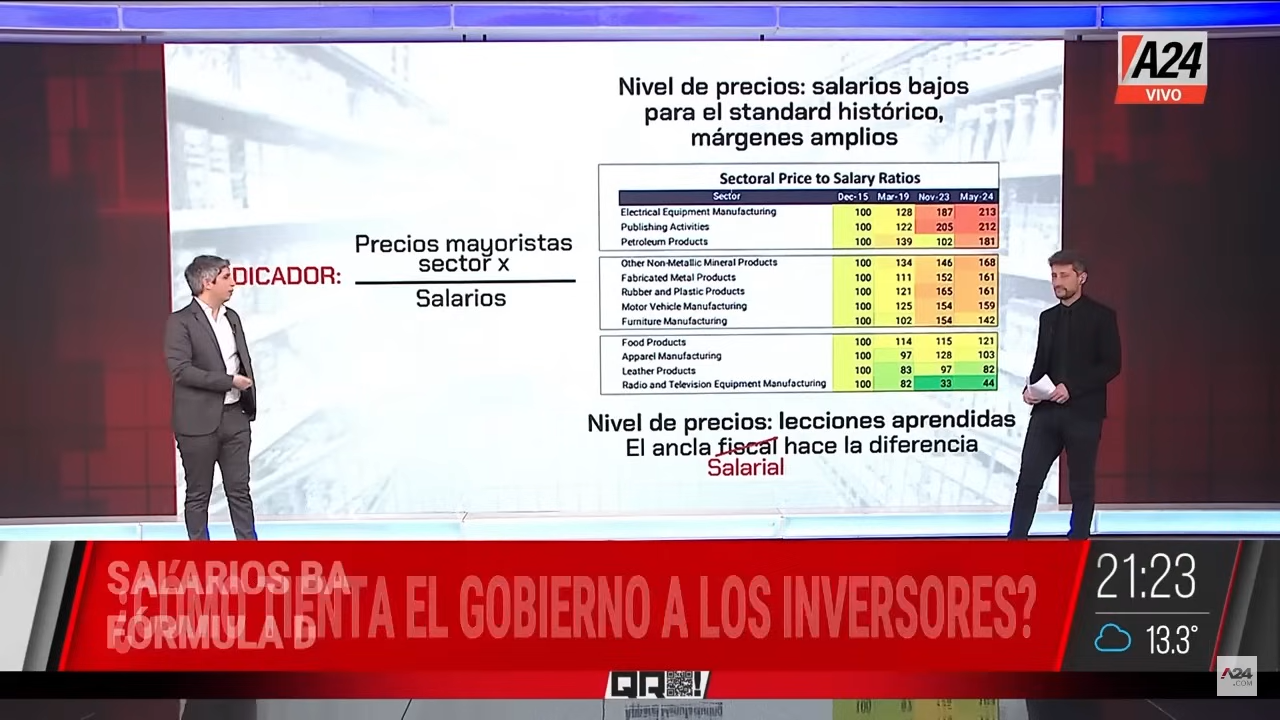 A24
VIVO
Nivel de precios: salarios bajos
para el standard histórico,
márgenes amplios
Sectoral Price to Salary Ratios
Sector Dec-15 Mar-19 Nov-23 May-24
Electrical Equipment Manufacturing 100 128 187 213
Publishing Activities 100 122 205 212
Petroleum Products 100 139 102 181
Other Non-Metallic Mineral Products 100 134 146 168
Fabricated Metal Products 100 111 152 161
Rubber and Plastic Products 100 121 165 161
Motor Vehicle Manufacturing 100 125 154 159
Furniture Manufacturing 100 102 154 142
Food Products 100 114 115 121
Apparel Manufacturing 100 97 128 103
Leather Products 100 83 97 82
Radio and Television Equipment Manufacturing 100 82 33 44
DICADOR:
Precios mayoristas
sector x
Salarios
Nivel de precios: lecciones aprendidas
El ancla fiscal hace la diferencia
Salarial
SALARIOS BA
FÓRMULA D
¿CÓMO TIENTA EL GOBIERNO A LOS INVERSORES?
21:23
13.3°
QR!
A24
.COM